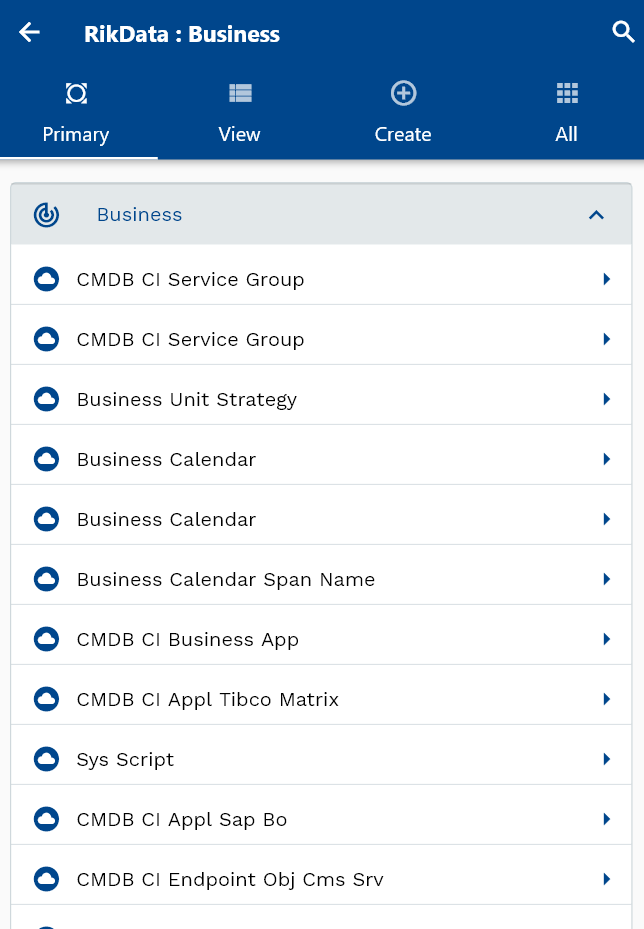 RikData : Business
Primary
View
Create
All
Business
CMDB CI Service Group
CMDB CI Service Group
Business Unit Strategy
Business Calendar
Business Calendar
Business Calendar Span Name
CMDB CI Business App
CMDB CI Appl Tibco Matrix
Sys Script
CMDB CI Appl Sap Bo
CMDB CI Endpoint Obj Cms Srv